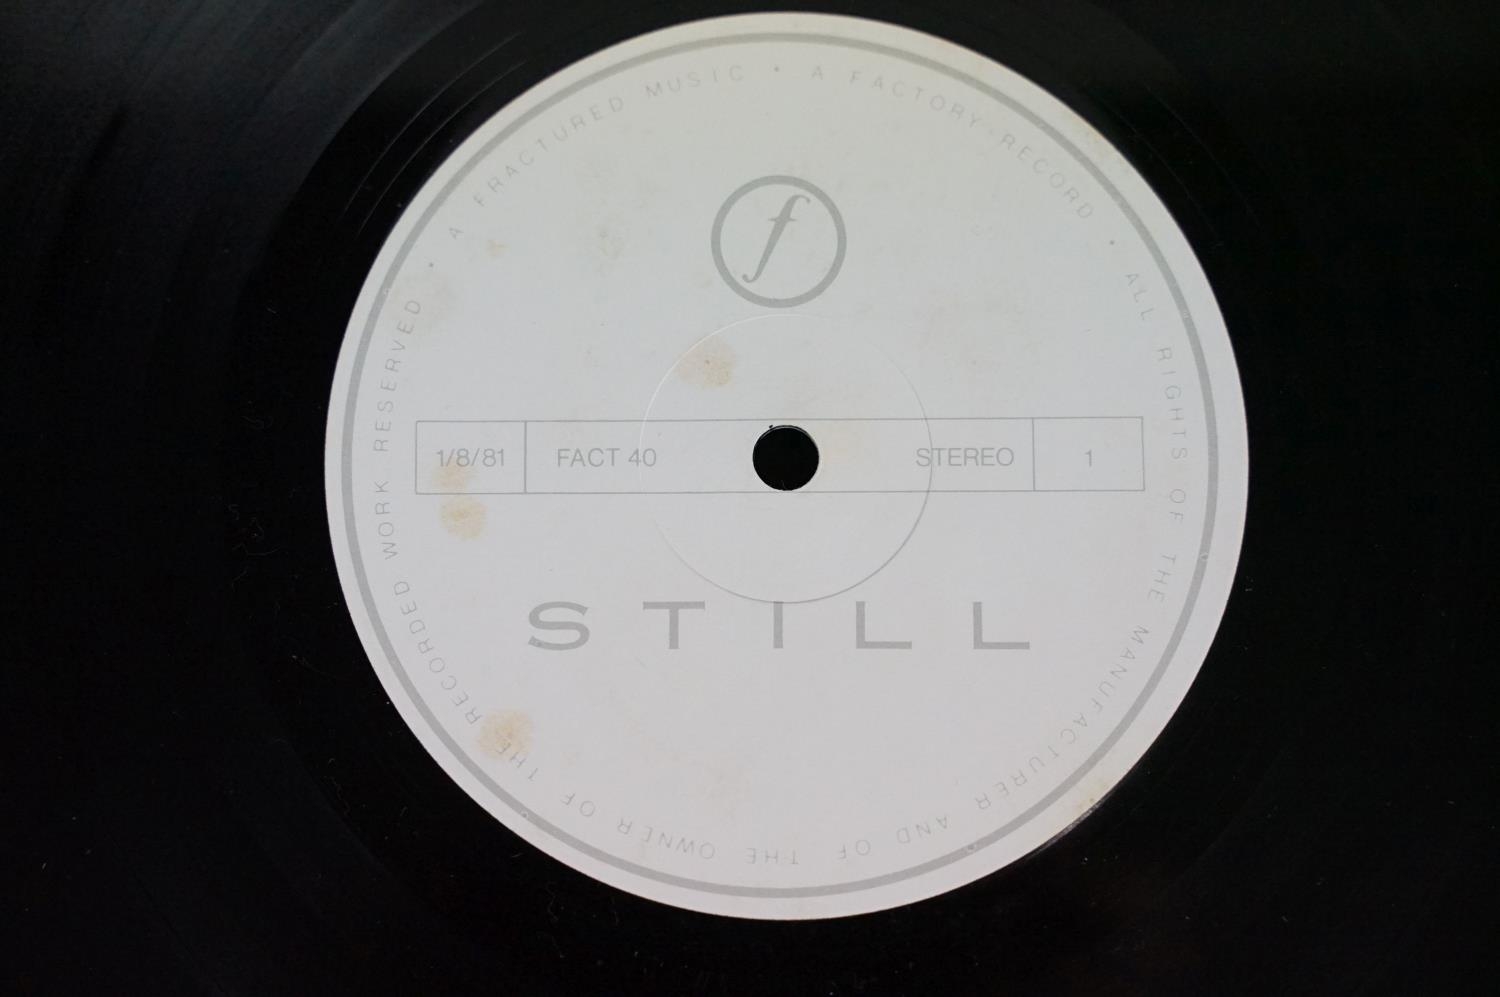 A FRACTURED MUSIC • A FACTORY RECORD • ALL RIGHTS OF THE MANUFACTURER AND OF THE OWNER OF THE RECORDED WORK RESERVED •
f
1/8/81 FACT 40 STEREO 1
STILL